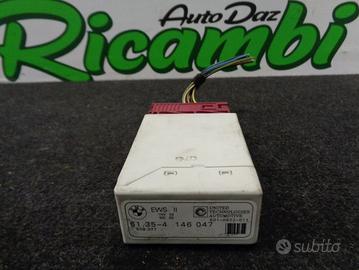 Auto Daz
Ricambi
EWS II
UNITED
TECHNOLOGIES
AUTOMOTIVE
61.35-4 146 047
subito